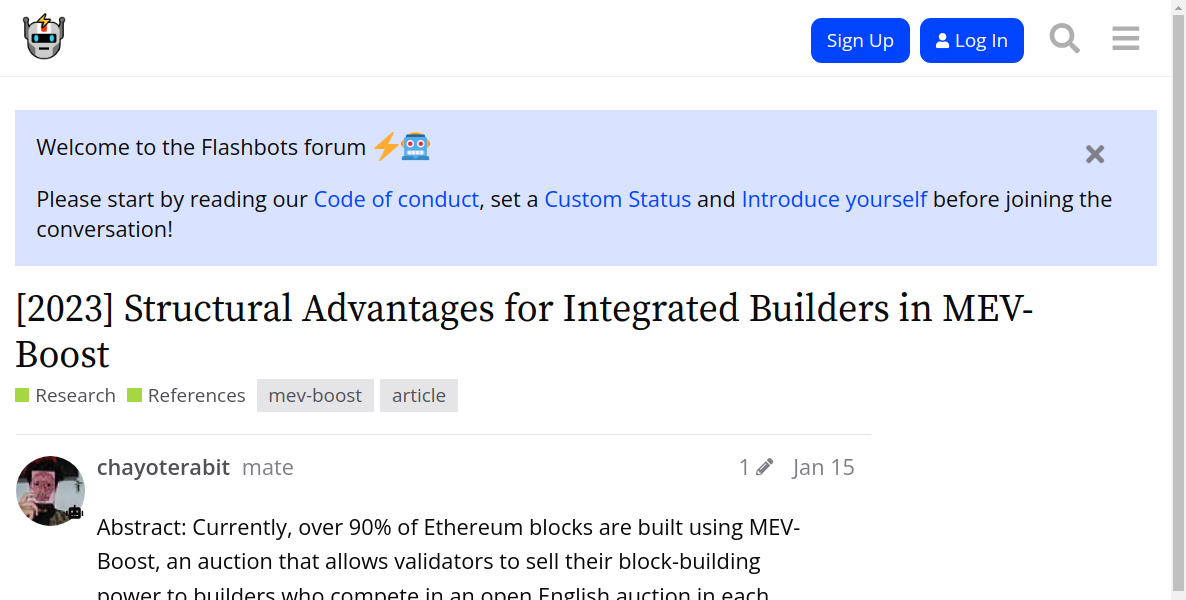 Sign Up
Log In
Welcome to the Flashbots forum
Please start by reading our Code of conduct, set a Custom Status and Introduce yourself before joining the
conversation!
[2023] Structural Advantages for Integrated Builders in MEV-
Boost
Research References mev-boost article
chayoterabit mate 1 Jan 15
Abstract: Currently, over 90% of Ethereum blocks are built using MEV-
Boost, an auction that allows validators to sell their block-building
power to builders who compete in an open English auction in each